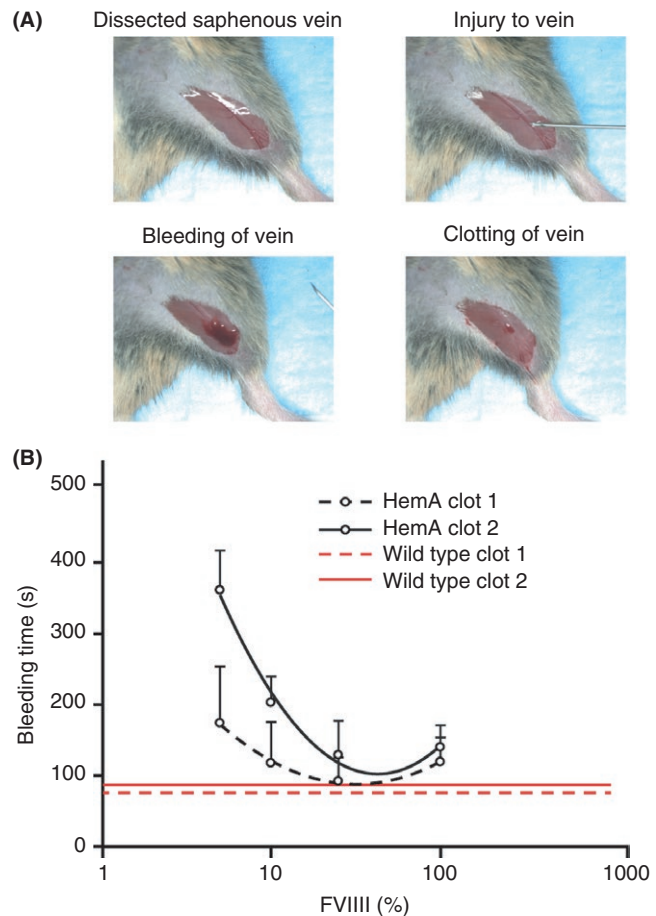 (A)
Dissected saphenous vein
Injury to vein
Bleeding of vein
Clotting of vein
(B)
500
400
300
200
100
0
Bleeding time (s)
HemA clot 1
HemA clot 2
Wild type clot 1
Wild type clot 2
1
10
100
1000
FVIIII (%)